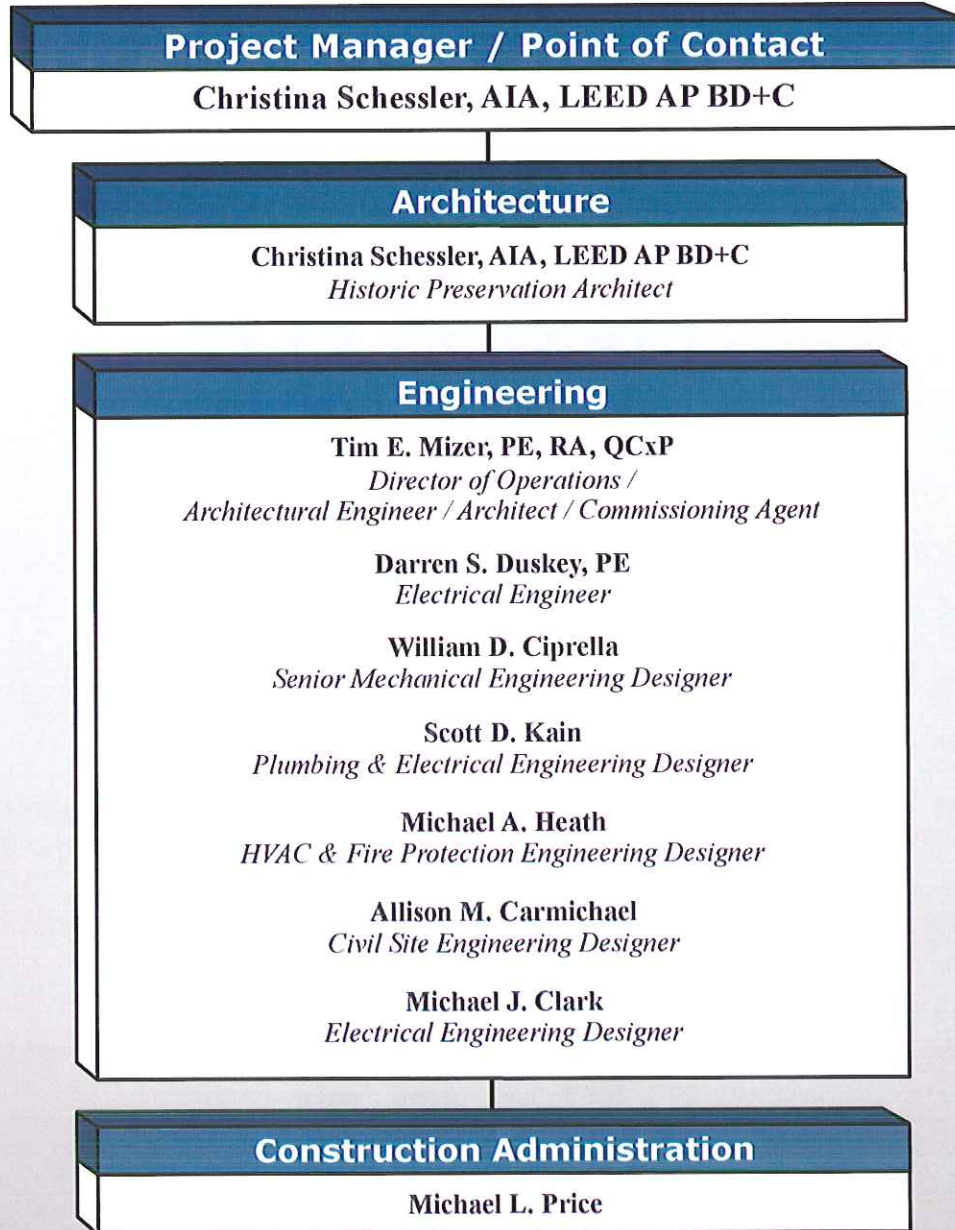 Project Manager / Point of Contact
Christina Schessler, AIA, LEED AP BD+C
Architecture
Christina Schessler, AIA, LEED AP BD+C
Historic Preservation Architect
Engineering
Tim E. Mizer, PE, RA, QCxP
Director of Operations /
Architectural Engineer / Architect / Commissioning Agent
Darren S. Duskey, PE
Electrical Engineer
William D. Ciprella
Senior Mechanical Engineering Designer
Scott D. Kain
Plumbing & Electrical Engineering Designer
Michael A. Heath
HVAC & Fire Protection Engineering Designer
Allison M. Carmichael
Civil Site Engineering Designer
Michael J. Clark
Electrical Engineering Designer
Construction Administration
Michael L. Price